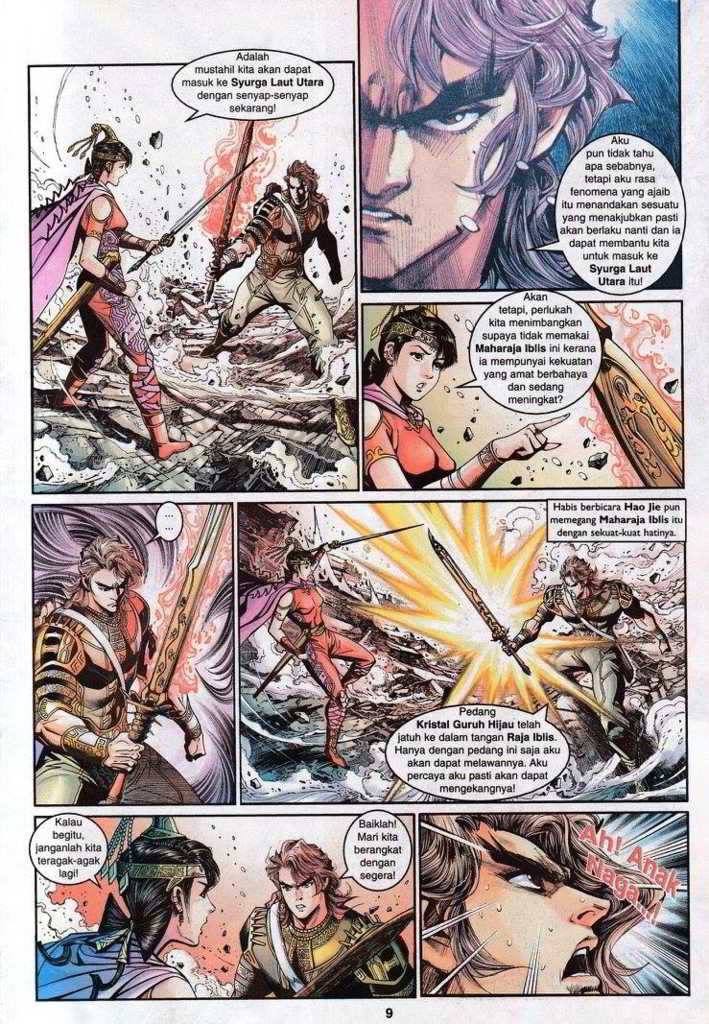 Adalah
mustahil kita akan dapat
masuk ke Syurga Laut Utara
dengan senyap-senyap
sekarang!
Aku
pun tidak tahu
apa sebabnya,
tetapi aku rasa
fenomena yang ajaib
itu menandakan sesuatu
yang menakjubkan pasti
akan berlaku nanti dan ia
dapat membantu kita
untuk masuk ke
Syurga Laut
Utara itu!
Akan
tetapi, perlukah
kita menimbangkan
supaya tidak memakai
Maharaja Iblis ini kerana
ia mempunyai kekuatan
yang amat berbahaya
dan sedang
meningkat?
...
...
Habis berbicara Hao Jie pun
memegang Maharaja Iblis itu
dengan sekuat-kuat hatinya.
Pedang
Kristal Guruh Hijau telah
jatuh ke dalam tangan Raja Iblis.
Hanya dengan pedang ini saja aku
akan dapat melawannya. Aku
percaya aku pasti akan dapat
mengekangnya!
Kalau
begitu,
janganlah kita
teragak-agak
lagi!
Baiklah!
Mari kita
berangkat
dengan
segera!
Ah! Anak
Naga...!
9